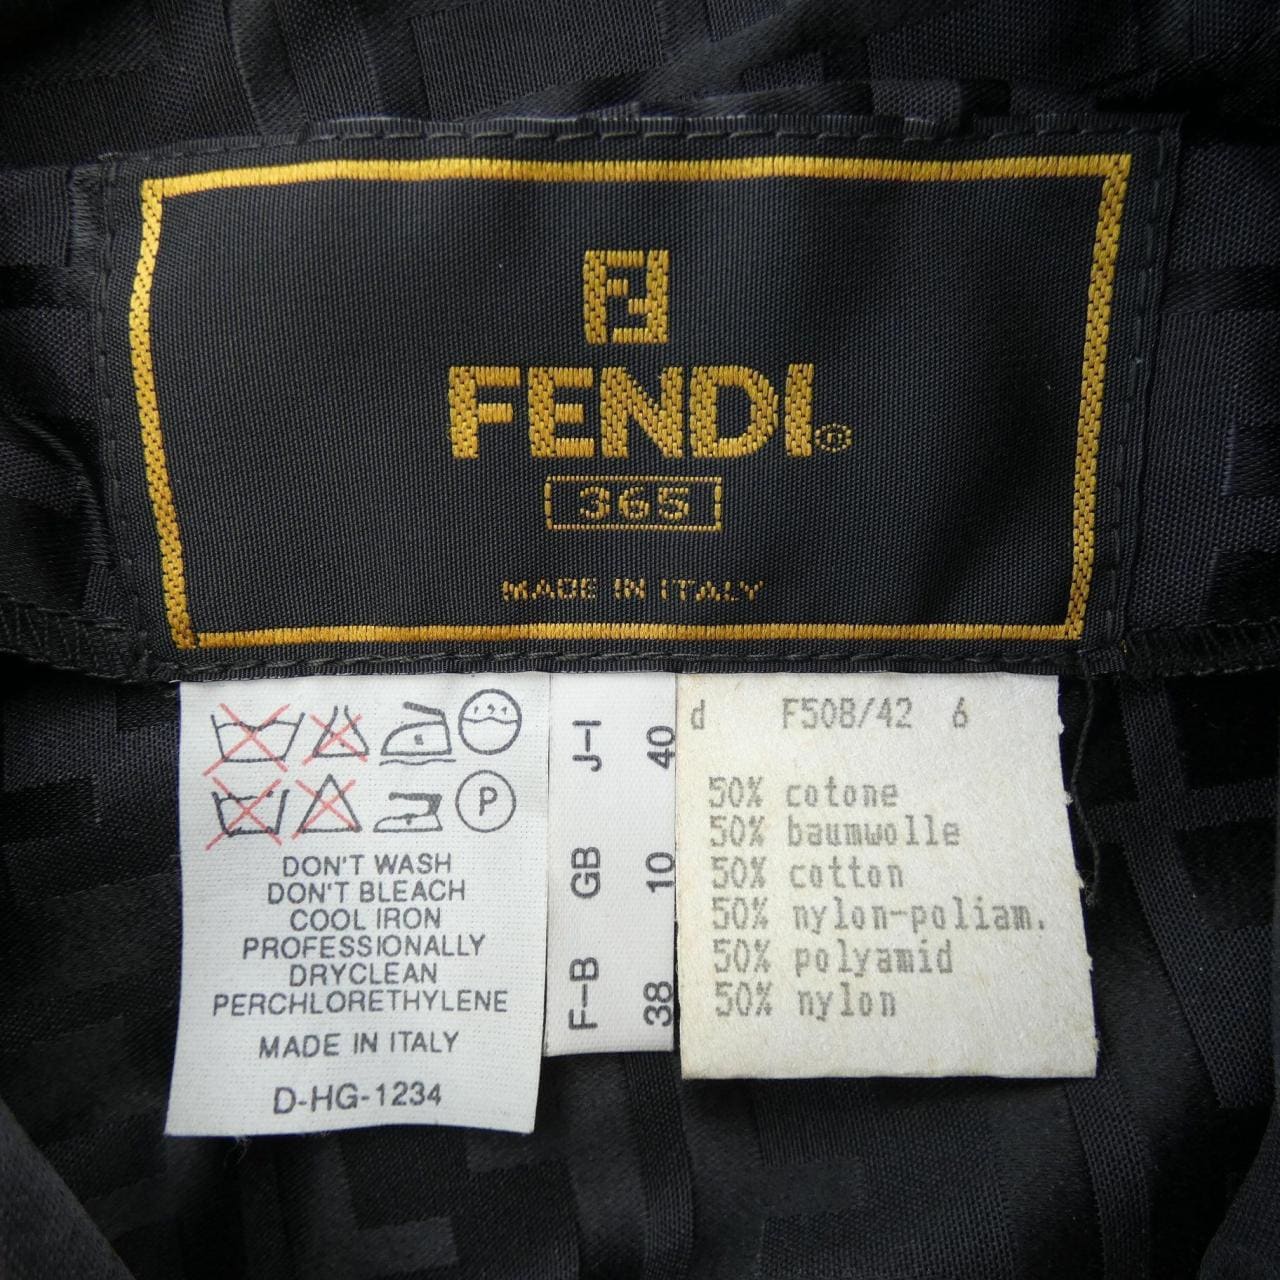 FENDI®
365
MADE IN ITALY
P
DON'T WASH
DON'T BLEACH
COOL IRON
PROFESSIONALLY
DRYCLEAN
PERCHLORETHYLENE
MADE IN ITALY
D-HG-1234
J-I 40
GB 10
F-B 38
d F508/42 6
50% cotone
50% baumwolle
50% cotton
50% nylon-poliam.
50% polyamid
50% nylon